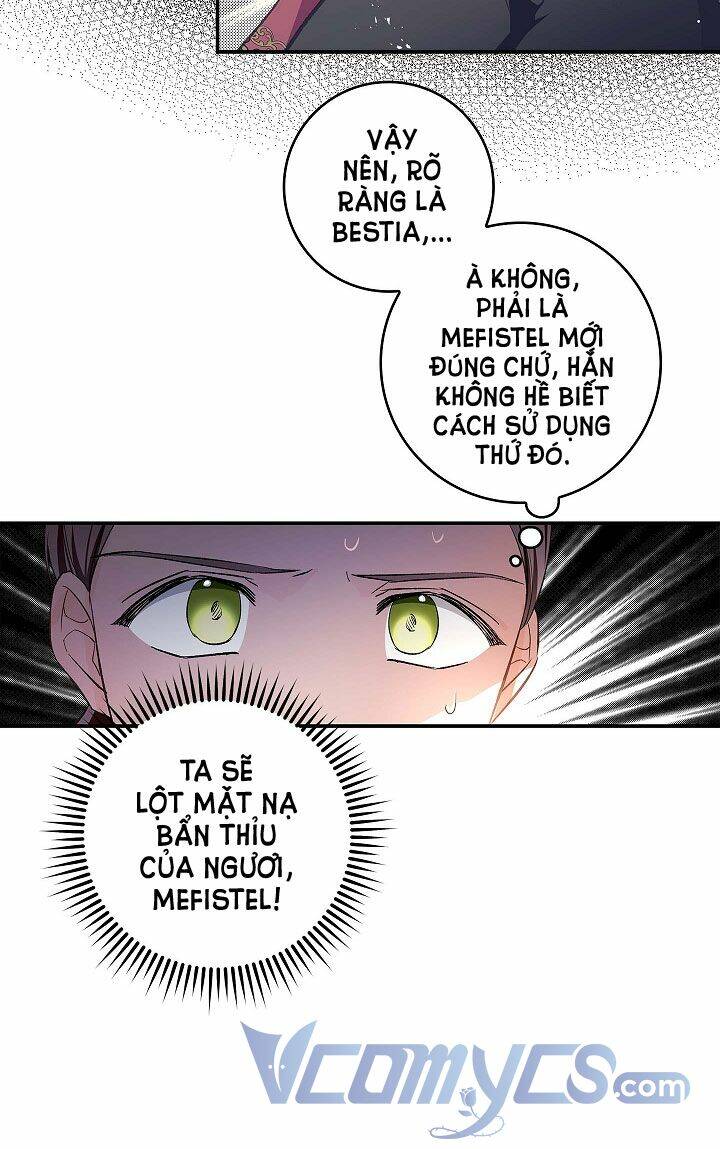 VẬY
NÊN, RÕ
RÀNG LÀ
BESTIA,...
À KHÔNG,
PHẢI LÀ
MEFISTEL MỚI
ĐÚNG CHỨ, HẮN
KHÔNG HỀ BIẾT
CÁCH SỬ DỤNG
THỨ ĐÓ.
TA SẼ
LỘT MẶT NẠ
BẨN THỈU
CỦA NGƯƠI,
MEFISTEL!
VCOMYCS.com